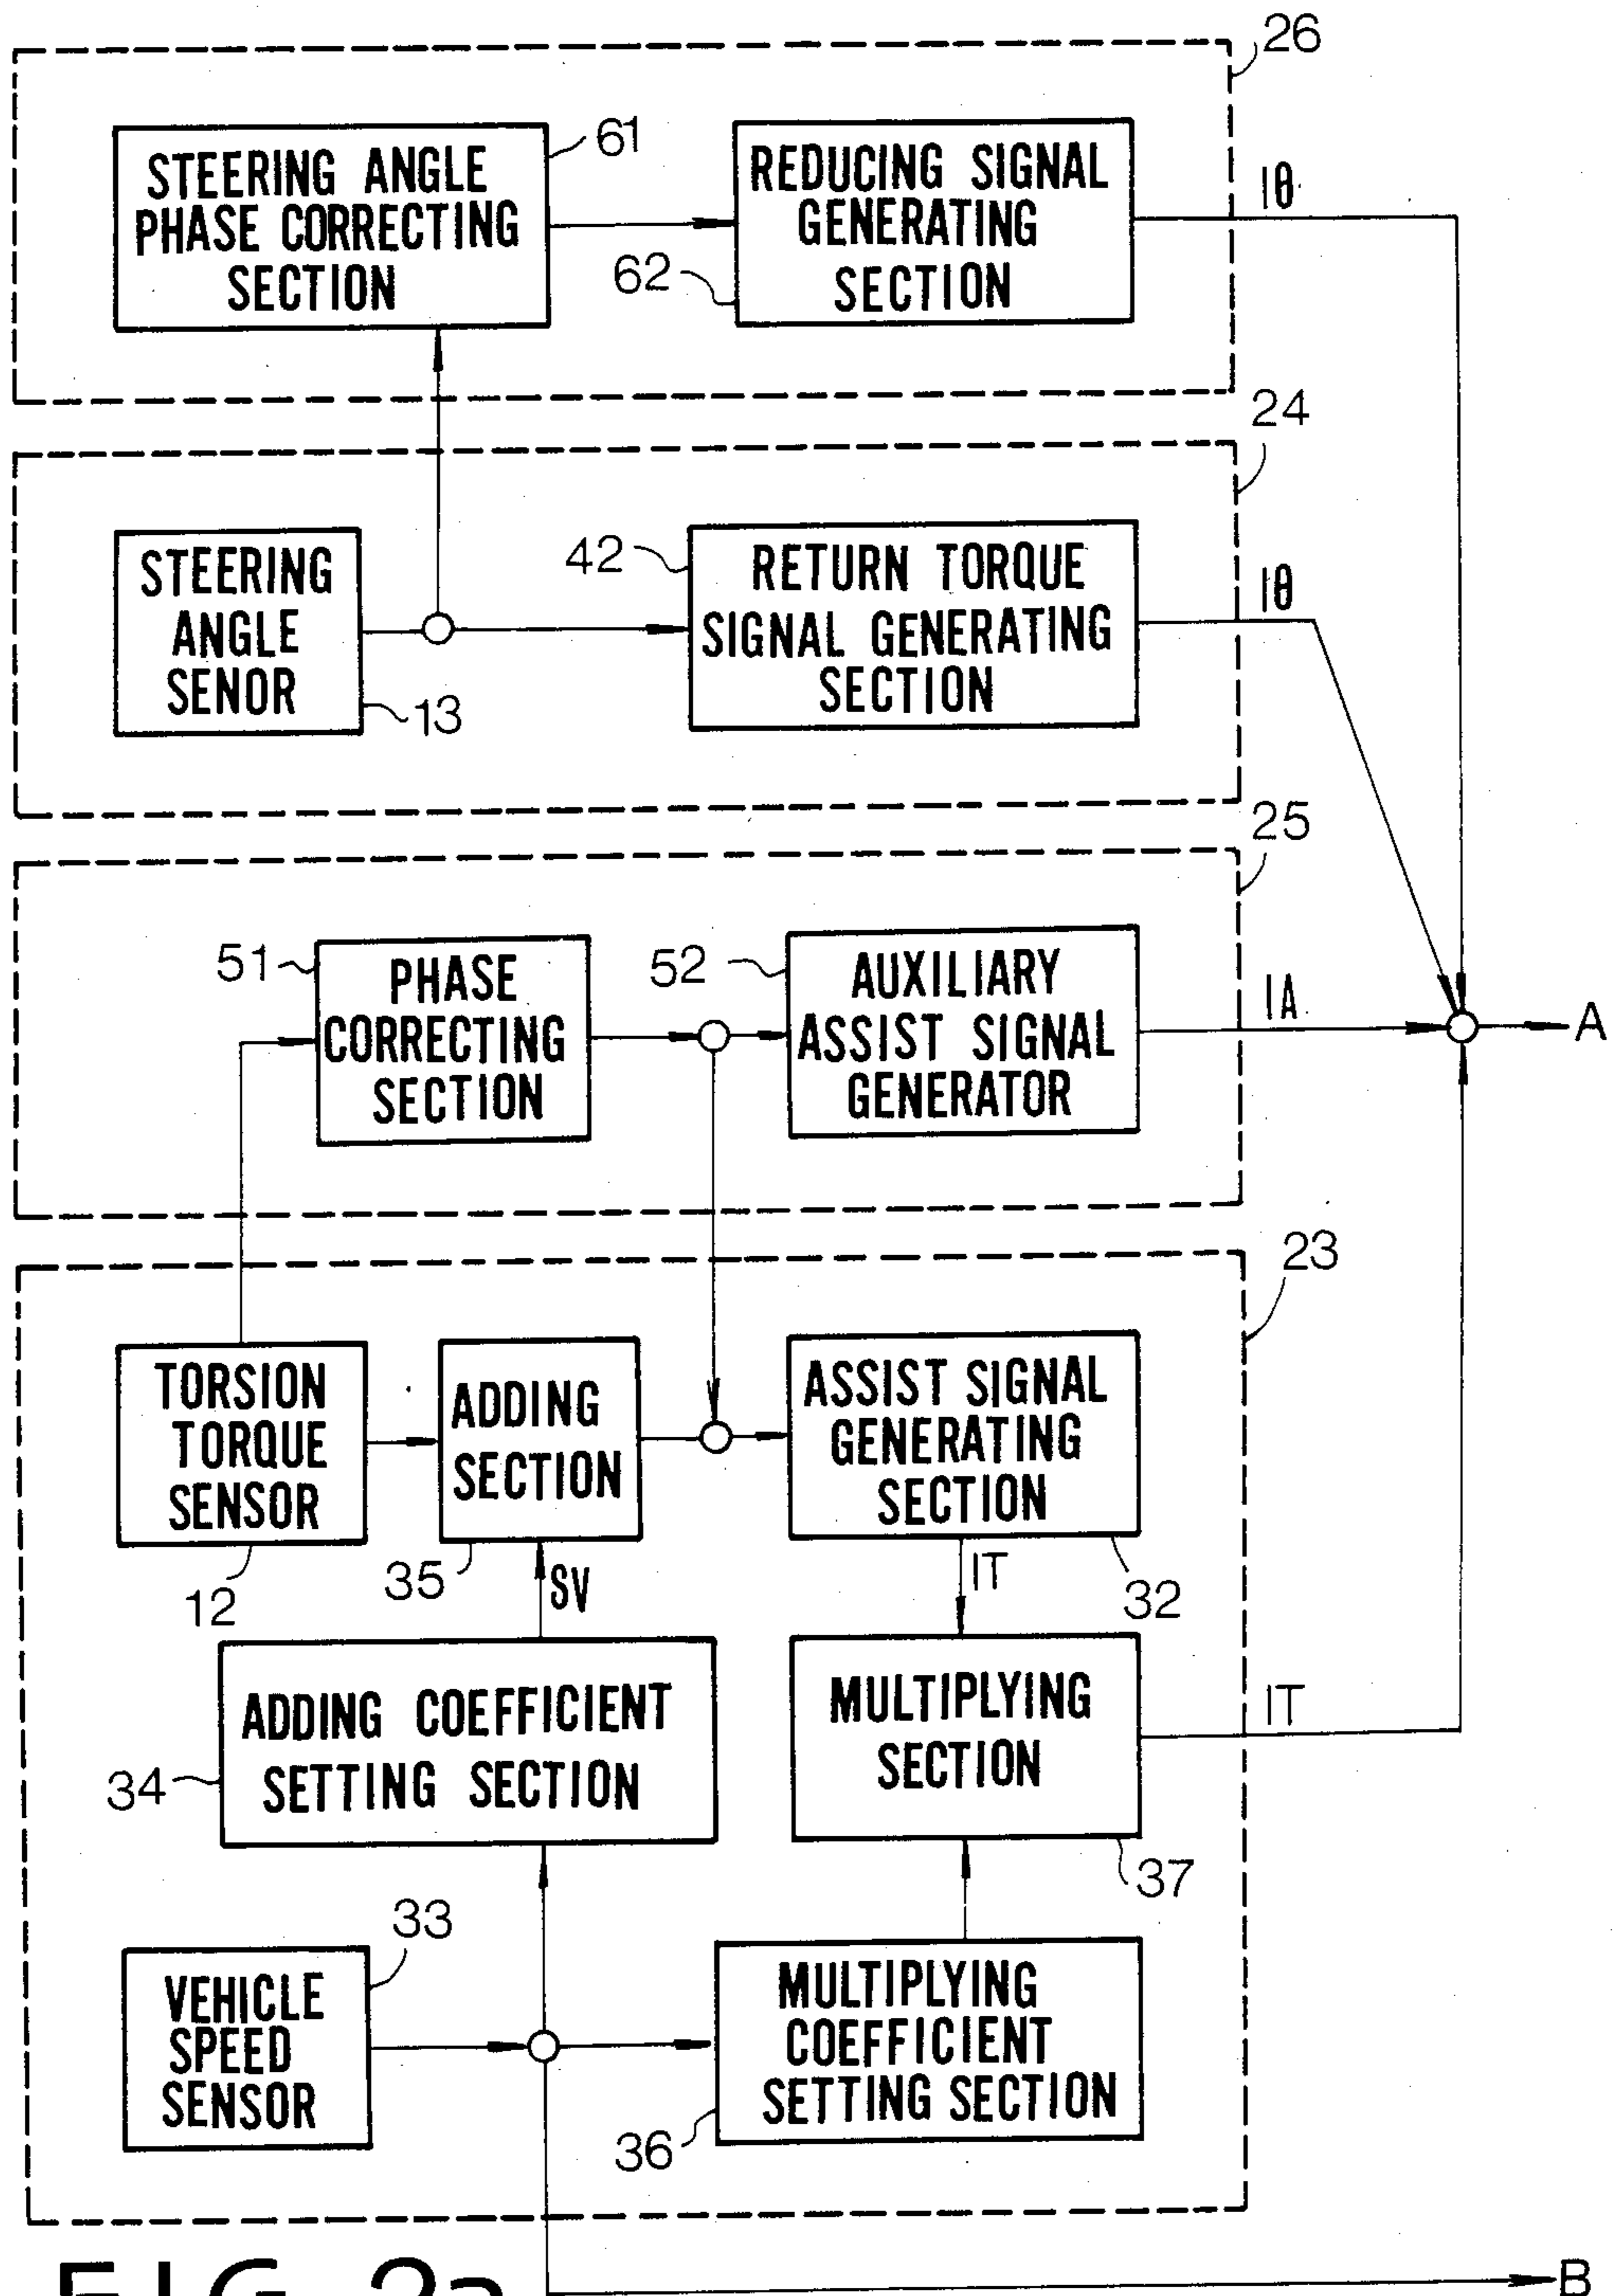 26
STEERING ANGLE
PHASE CORRECTING
SECTION
61
REDUCING SIGNAL
GENERATING
SECTION
62
Iθ
24
STEERING
ANGLE
SENOR
13
42
RETURN TORQUE
SIGNAL GENERATING
SECTION
Iθ
25
51
PHASE
CORRECTING
SECTION
52
AUXILIARY
ASSIST SIGNAL
GENERATOR
IA
A
23
TORSION
TORQUE
SENSOR
12
ADDING
SECTION
35
SV
ASSIST SIGNAL
GENERATING
SECTION
32
IT
ADDING COEFFICIENT
SETTING SECTION
34
MULTIPLYING
SECTION
37
IT
33
VEHICLE
SPEED
SENSOR
MULTIPLYING
COEFFICIENT
SETTING SECTION
36
B
FIG. 2a